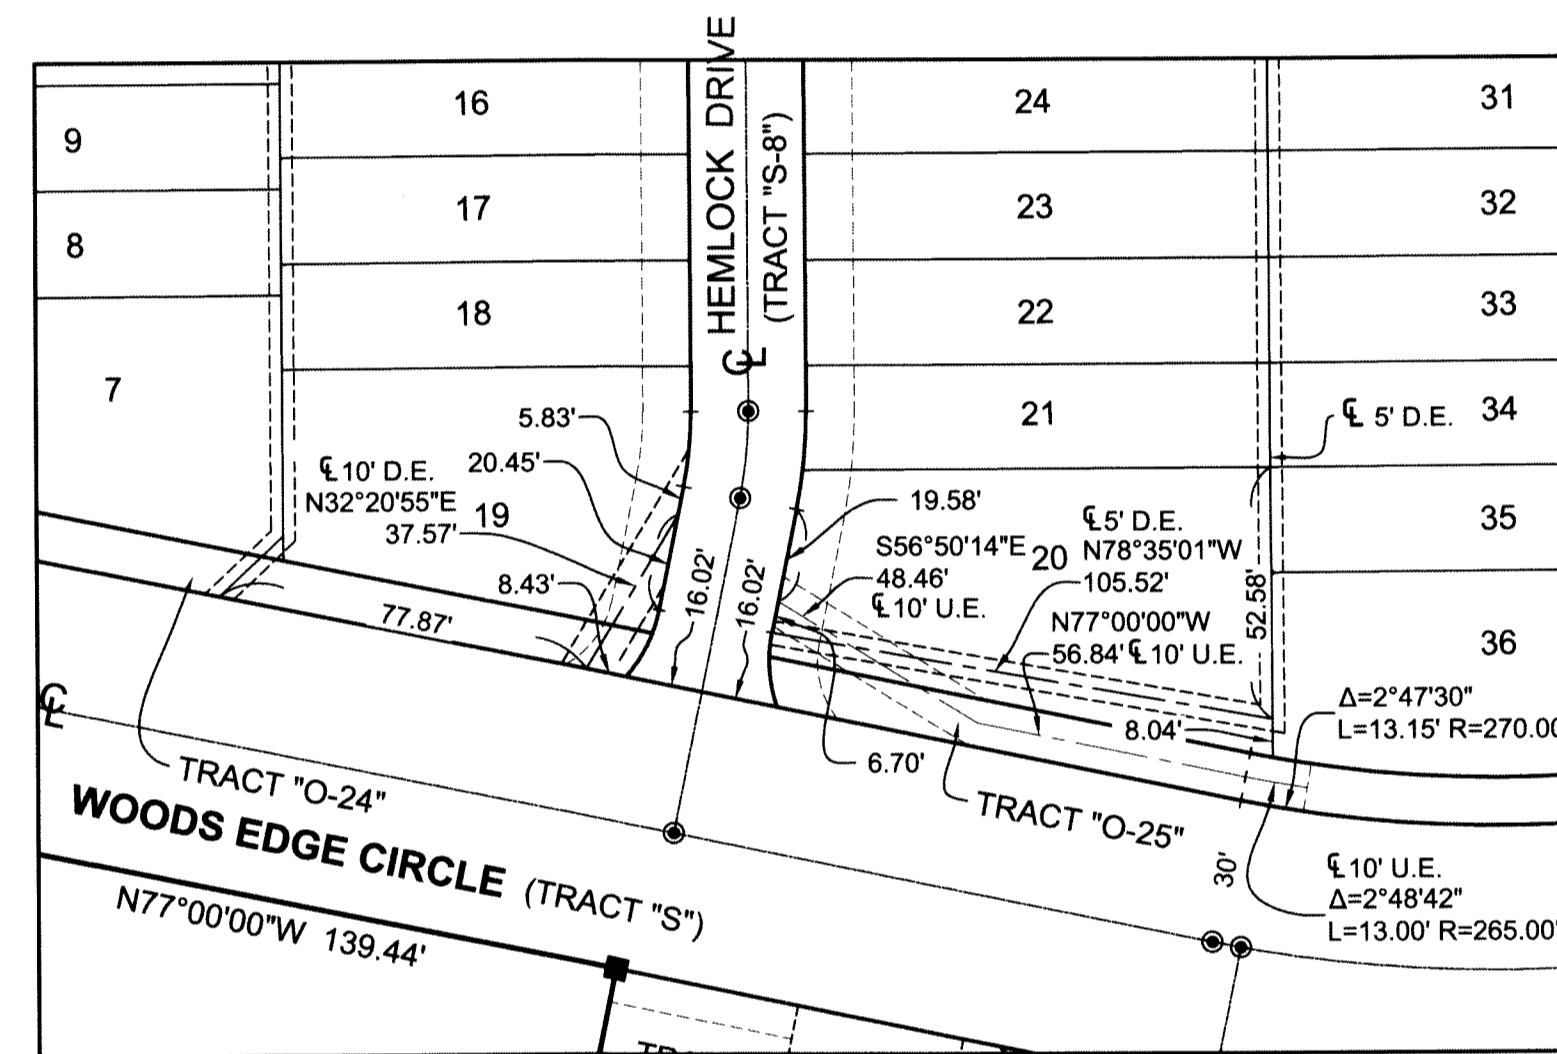 HEMLOCK DRIVE
(TRACT "S-8")
16
24
31
9
17
23
32
8
18
22
33
7
21
34
℄ 5' D.E.
5.83'
20.45'
℄ 10' D.E.
N32°20'55"E
19
37.57'
8.43'
77.87'
16.02'
16.02'
19.58'
S56°50'14"E
48.46'
℄ 10' U.E.
20
℄ 5' D.E.
N78°35'01"W
105.52'
N77°00'00"W
56.84' ℄ 10' U.E.
52.58'
35
36
8.04'
6.70'
Δ=2°47'30"
L=13.15' R=270.00
℄
℄
TRACT "O-24"
TRACT "O-25"
WOODS EDGE CIRCLE (TRACT "S")
N77°00'00"W 139.44'
30'
℄ 10' U.E.
Δ=2°48'42"
L=13.00' R=265.00'